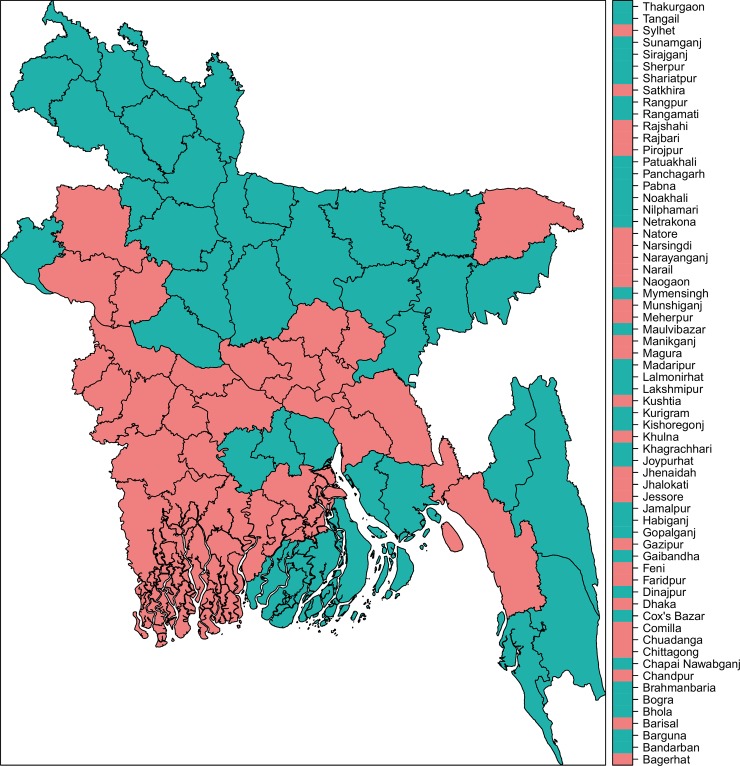 Thakurgaon
Tangail
Sylhet
Sunamganj
Sirajganj
Sherpur
Shariatpur
Satkhira
Rangpur
Rangamati
Rajshahi
Rajbari
Pirojpur
Patuakhali
Panchagarh
Pabna
Noakhali
Nilphamari
Netrakona
Natore
Narsingdi
Narayanganj
Narail
Naogaon
Mymensingh
Munshiganj
Meherpur
Maulvibazar
Manikganj
Magura
Madaripur
Lalmonirhat
Lakshmipur
Kushtia
Kurigram
Kishoregonj
Khulna
Khagrachhari
Joypurhat
Jhenaidah
Jhalokati
Jessore
Jamalpur
Habiganj
Gopalganj
Gazipur
Gaibandha
Feni
Faridpur
Dinajpur
Dhaka
Cox's Bazar
Comilla
Chuadanga
Chittagong
Chapai Nawabganj
Chandpur
Brahmanbaria
Bogra
Bhola
Barisal
Barguna
Bandarban
Bagerhat